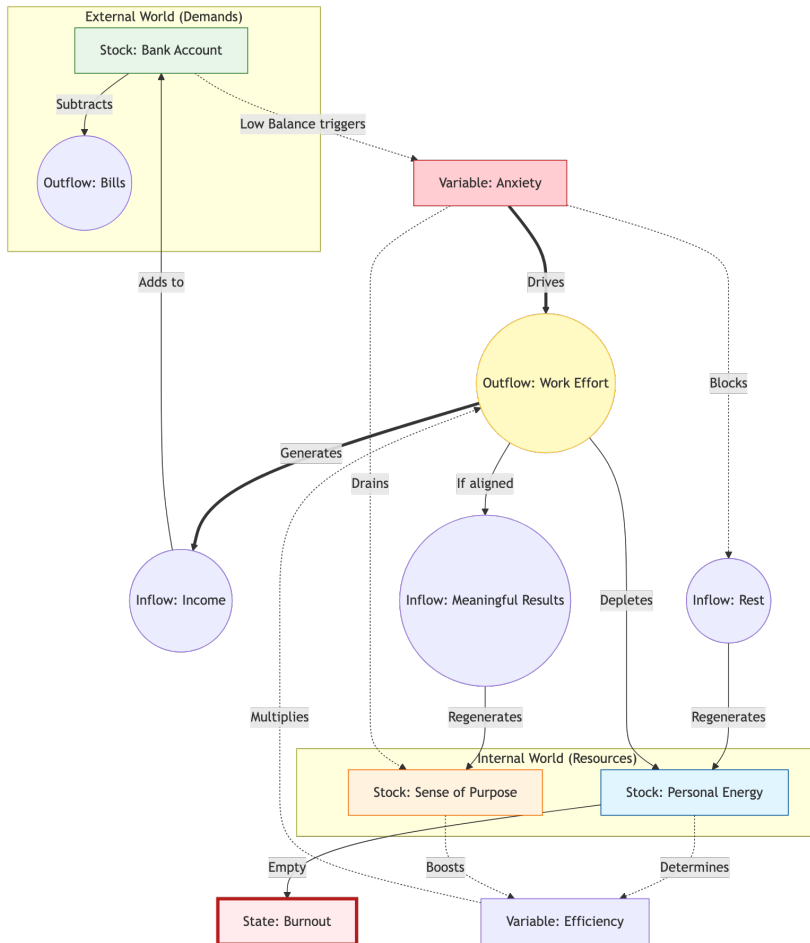 External World (Demands)
Stock: Bank Account
Subtracts
Low Balance triggers
Outflow: Bills
Variable: Anxiety
Adds to
Drives
Outflow: Work Effort
Blocks
Generates
Drains
If aligned
Inflow: Income
Inflow: Meaningful Results
Depletes
Inflow: Rest
Multiplies
Regenerates
Regenerates
Internal World (Resources)
Stock: Sense of Purpose
Stock: Personal Energy
Empty
Boosts
Determines
State: Burnout
Variable: Efficiency